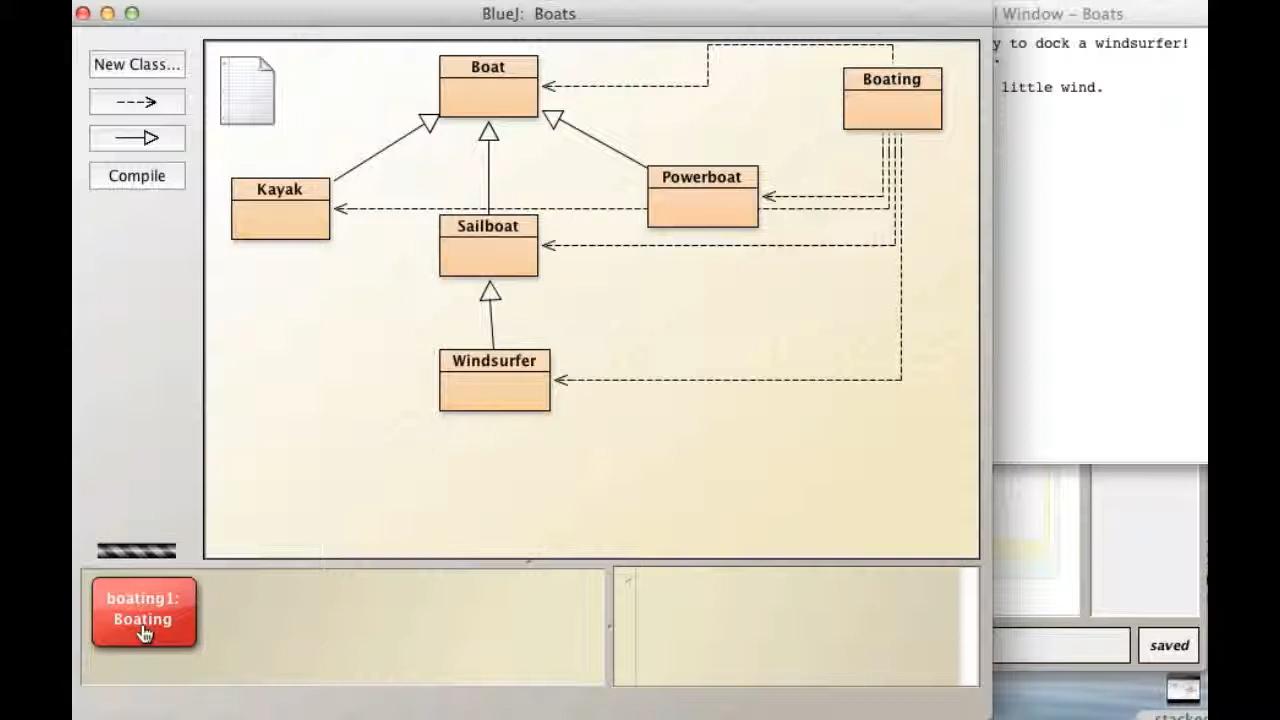 BlueJ: Boats
Window – Boats
New Class...
Compile
Boat
Boating
Kayak
Powerboat
Sailboat
Windsurfer
to dock a windsurfer!
little wind.
boating1:
Boating
saved